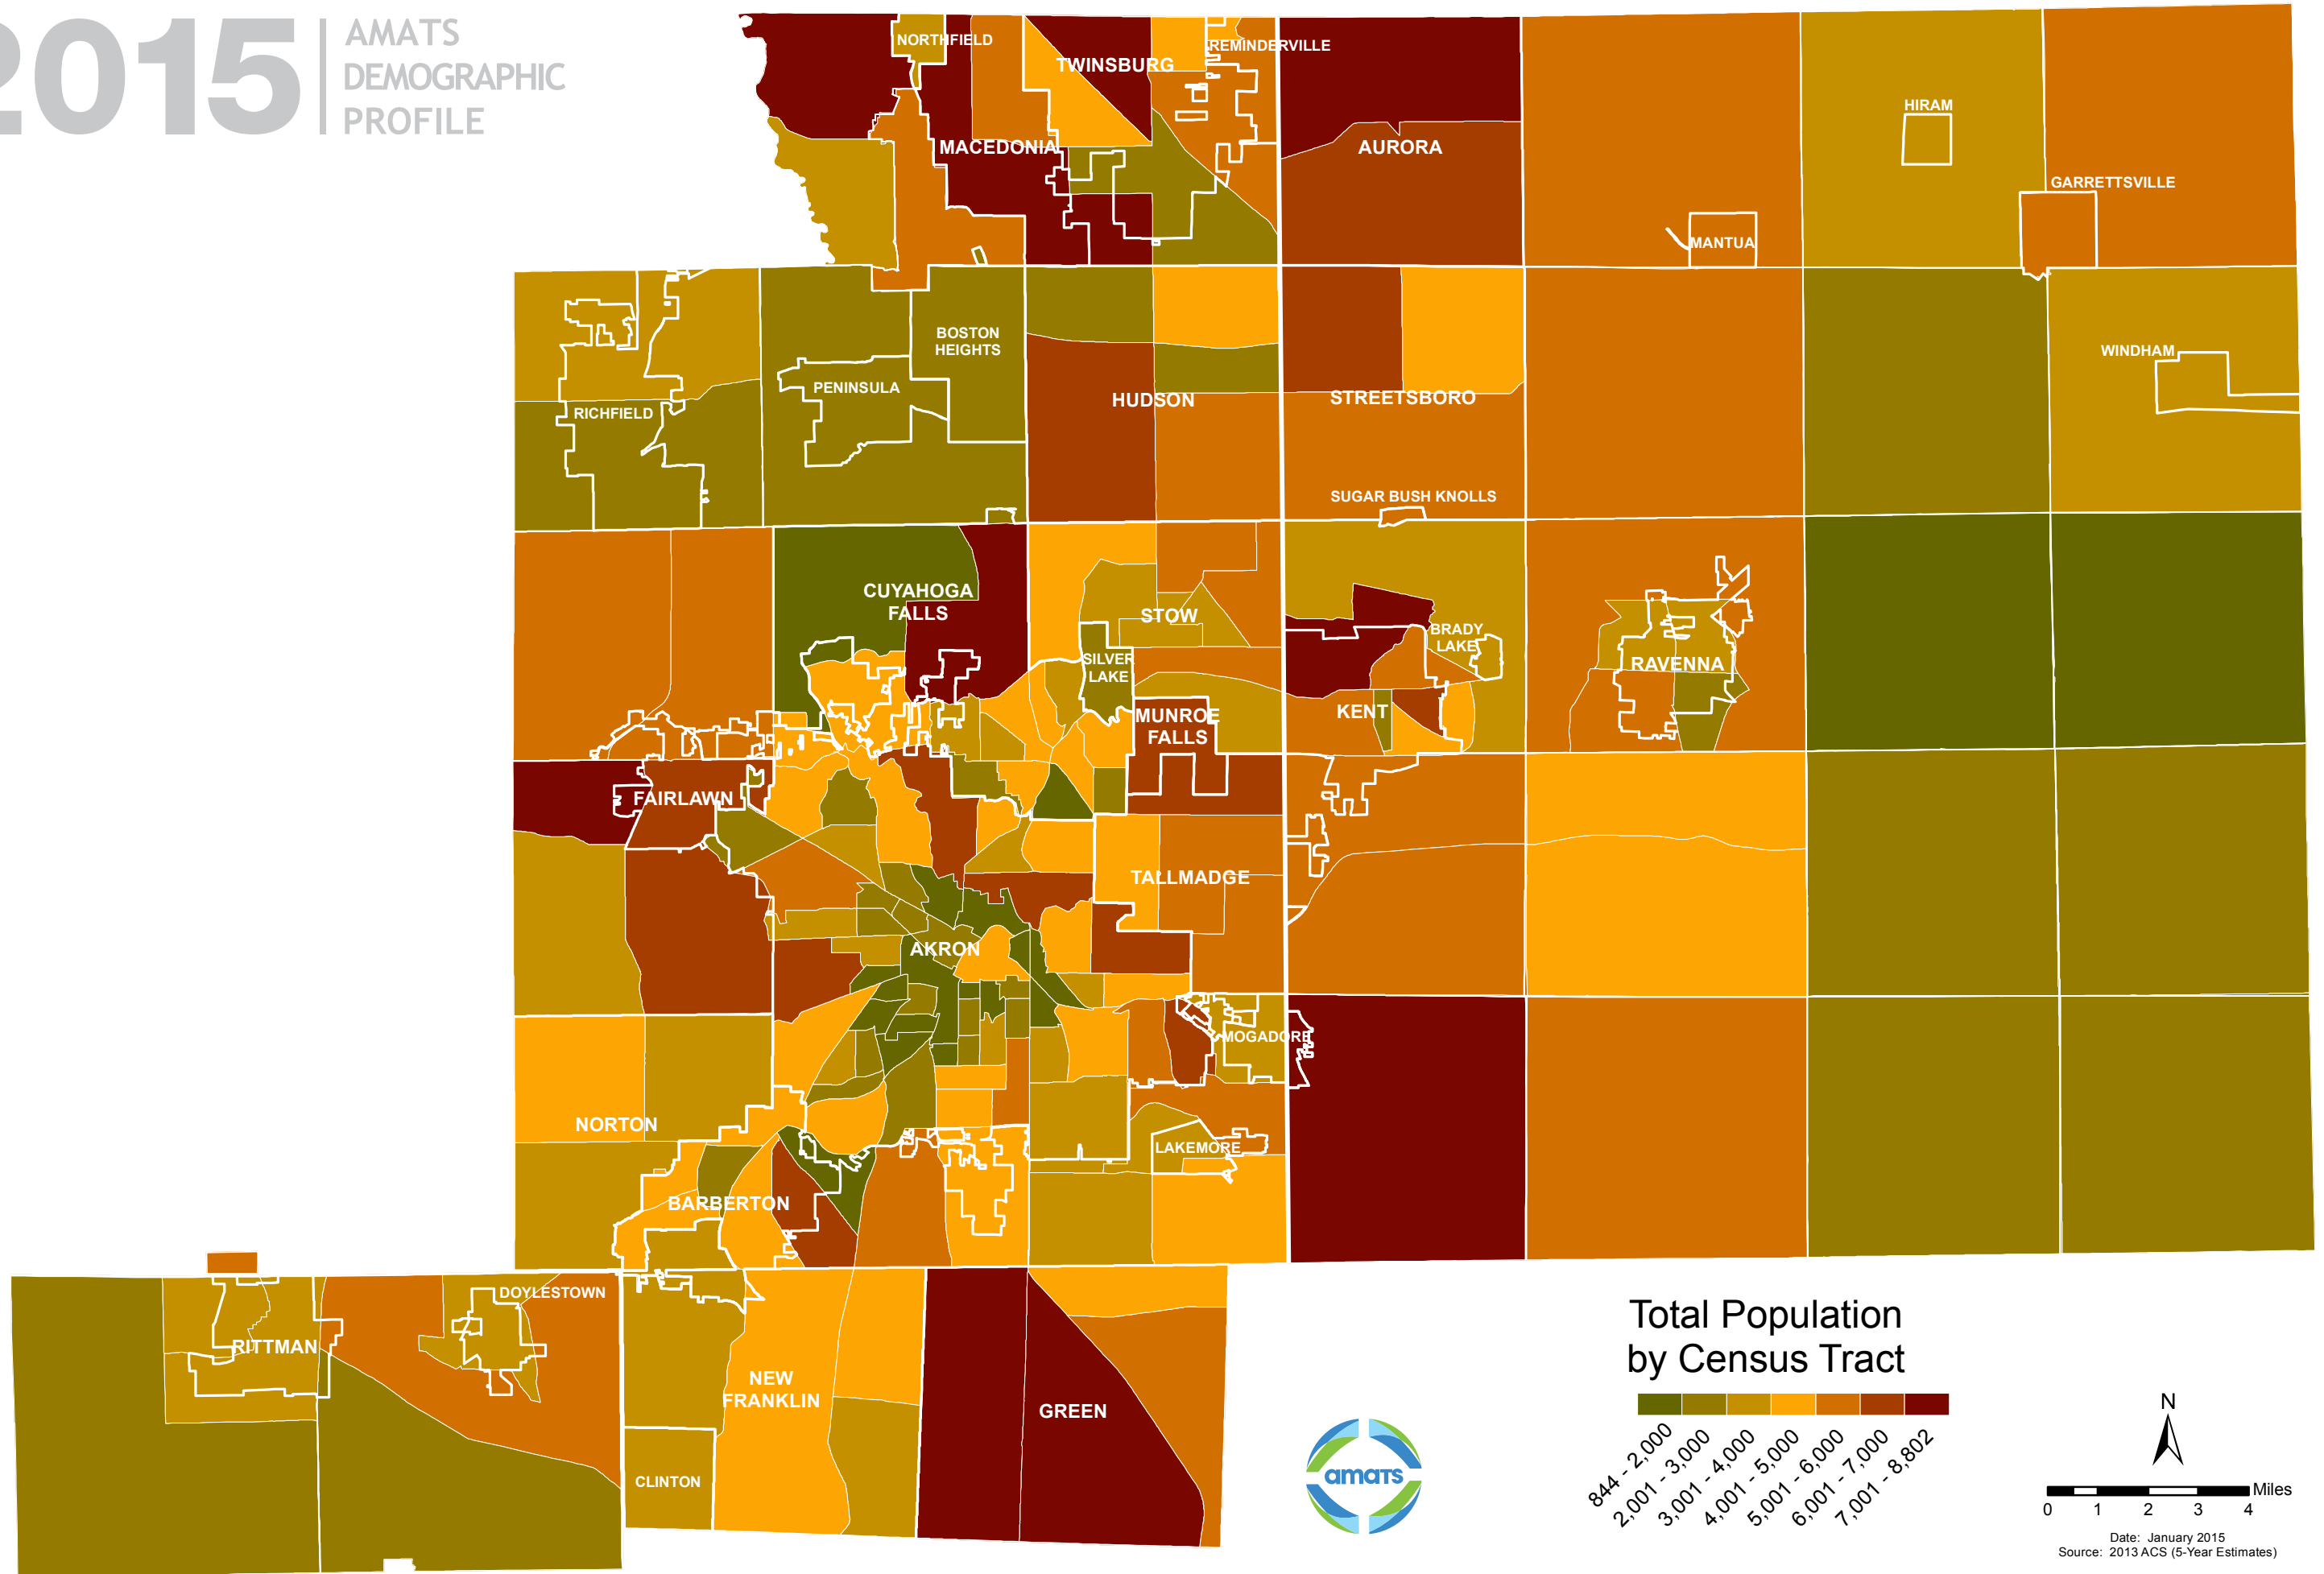 2015
AMATS
DEMOGRAPHIC
PROFILE
NORTHFIELD
TWINSBURG
REMINDERVILLE
MACEDONIA
AURORA
HIRAM
GARRETTSVILLE
MANTUA
BOSTON
HEIGHTS
PENINSULA
RICHFIELD
HUDSON
STREETSBORO
WINDHAM
SUGAR BUSH KNOLLS
CUYAHOGA
FALLS
STOW
SILVER
LAKE
BRADY
LAKE
RAVENNA
MUNROE
FALLS
KENT
FAIRLAWN
TALLMADGE
AKRON
MOGADORE
NORTON
LAKEMORE
BARBERTON
DOYLESTOWN
RITTMAN
NEW
FRANKLIN
GREEN
CLINTON
amats
Total Population
by Census Tract
844 - 2,000
2,001 - 3,000
3,001 - 4,000
4,001 - 5,000
5,001 - 6,000
6,001 - 7,000
7,001 - 8,802
N
Miles
0 1 2 3 4
Date: January 2015
Source: 2013 ACS (5-Year Estimates)